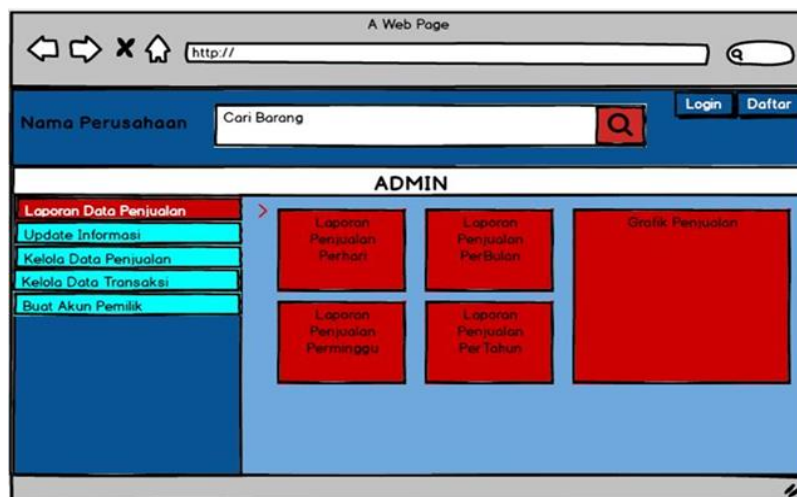 A Web Page
http://
Nama Perusahaan
Cari Barang
Login
Daftar
ADMIN
Laporan Data Penjualan
Update Informasi
Kelola Data Penjualan
Kelola Data Transaksi
Buat Akun Pemilik
>
Laporan
Penjualan
Perhari
Laporan
Penjualan
PerBulan
Grafik Penjualan
Laporan
Penjualan
Perminggu
Laporan
Penjualan
PerTahun